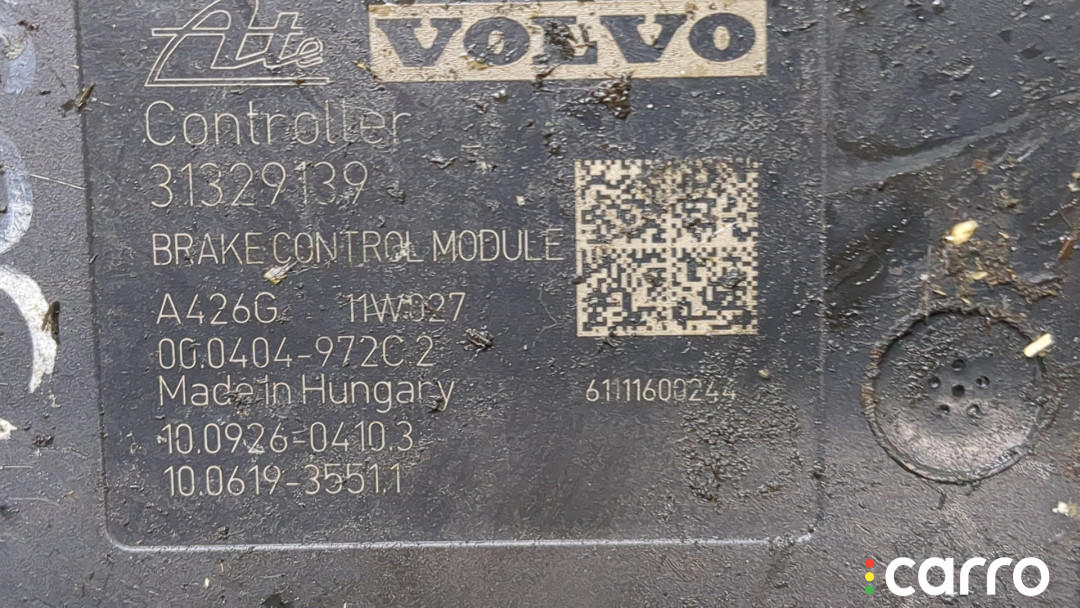 Ate VOLVO
Controller
31329139
BRAKE CONTROL MODULE
A426G 11W027
00.0404-972C.2
Made in Hungary
61111600244
10.0926-0410.3
10.0619-3551.1
carro